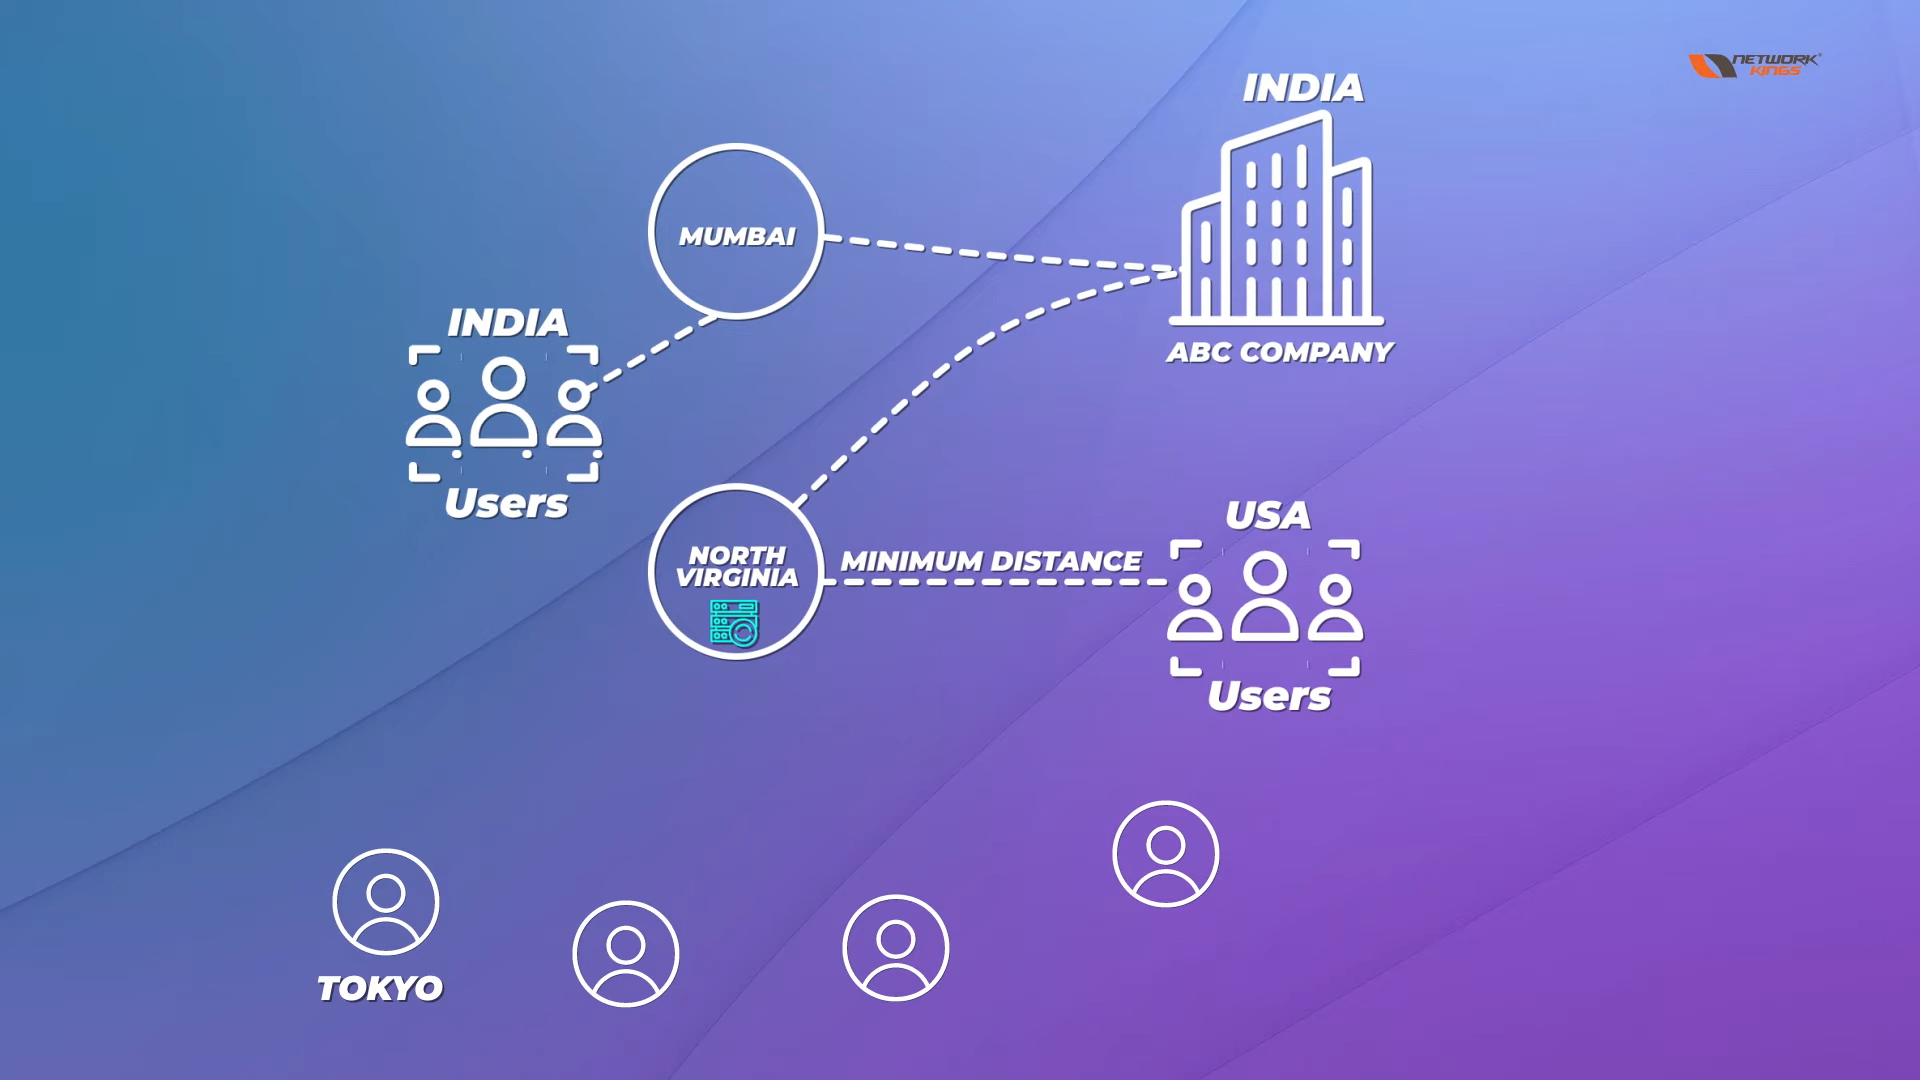 NETWORK
KINGS
INDIA
MUMBAI
INDIA
ABC COMPANY
Users
USA
NORTH
VIRGINIA
MINIMUM DISTANCE
Users
TOKYO